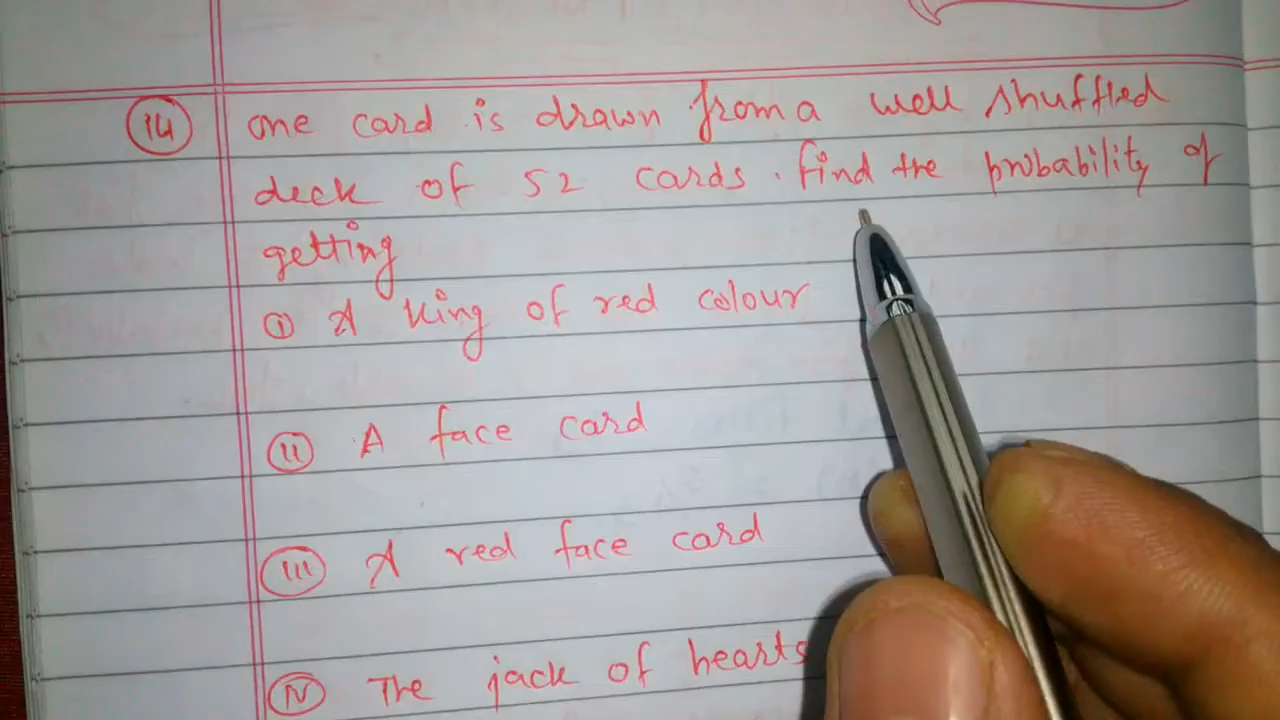 14 one card is drawn from a well shuffled
deck of 52 cards. find the probability of
getting
(i) A king of red colour
(ii) A face card
(iii) A red face card
(iv) The jack of hearts